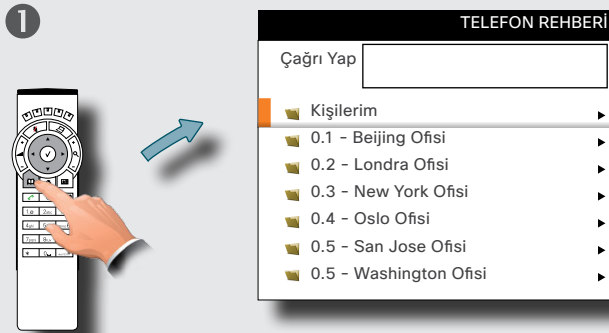 1
TELEFON REHBERİ
Çağrı Yap
Kişilerim
0.1 - Beijing Ofisi
0.2 - Londra Ofisi
0.3 - New York Ofisi
0.4 - Oslo Ofisi
0.5 - San Jose Ofisi
0.5 - Washington Ofisi